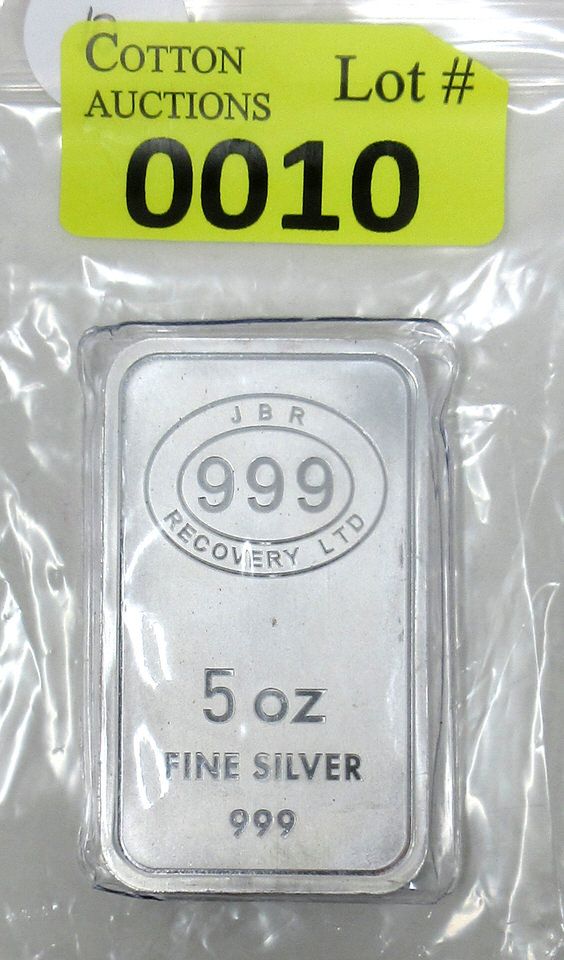 COTTON
AUCTIONS
Lot #
0010
JBR
999
RECOVERY LTD
5 oz
FINE SILVER
999